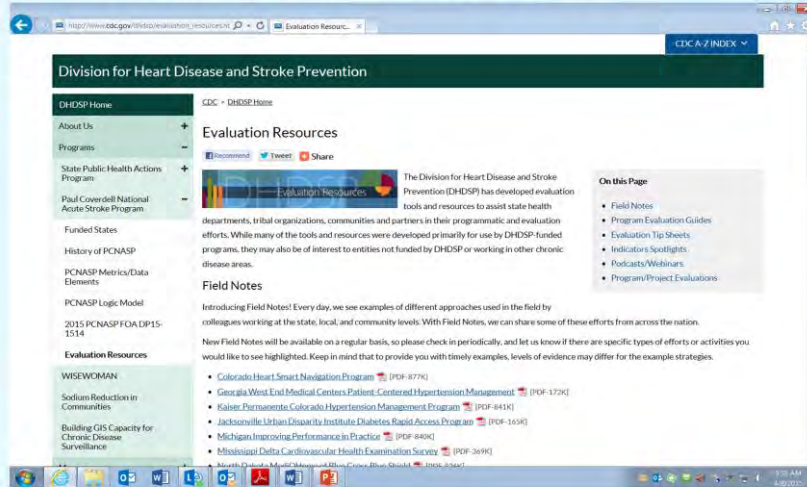 Evaluation Resourc...
CDC A-Z INDEX
Division for Heart Disease and Stroke Prevention
DHDSP Home
About Us +
Programs –
State Public Health Actions Program +
Paul Coverdell National Acute Stroke Program –
Funded States
History of PCNASP
PCNASP Metrics/Data Elements
PCNASP Logic Model
2015 PCNASP FOA DP15-1514
Evaluation Resources
WISEWOMAN
Sodium Reduction in Communities
Building GIS Capacity for Chronic Disease Surveillance
CDC > DHDSP Home
Evaluation Resources
Recommend Tweet Share
Evaluation Resources
The Division for Heart Disease and Stroke
Prevention (DHDSP) has developed evaluation
tools and resources to assist state health
departments, tribal organizations, communities and partners in their programmatic and evaluation
efforts. While many of the tools and resources were developed primarily for use by DHDSP-funded
programs, they may also be of interest to entities not funded by DHDSP or working in other chronic
disease areas.
On this Page
• Field Notes
• Program Evaluation Guides
• Evaluation Tip Sheets
• Indicators Spotlights
• Podcasts/Webinars
• Program/Project Evaluations
Field Notes
Introducing Field Notes! Every day, we see examples of different approaches used in the field by
colleagues working at the state, local, and community levels. With Field Notes, we can share some of these efforts from across the nation.
New Field Notes will be available on a regular basis, so please check in periodically, and let us know if there are specific types of efforts or activities you
would like to see highlighted. Keep in mind that to provide you with timely examples, levels of evidence may differ for the example strategies.
• Colorado Heart Smart Navigation Program [PDF-877K]
• Georgia West End Medical Centers Patient-Centered Hypertension Management [PDF-172K]
• Kaiser Permanente Colorado Hypertension Management Program [PDF-841K]
• Jacksonville Urban Disparity Institute Diabetes Rapid Access Program [PDF-165K]
• Michigan Improving Performance in Practice [PDF-840K]
• Mississippi Delta Cardiovascular Health Examination Survey [PDF-369K]